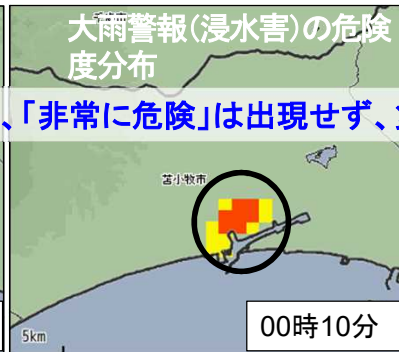 大雨警報(浸水害)の危険
度分布
、「非常に危険」は出現せず、
苫小牧市
5km
00時10分